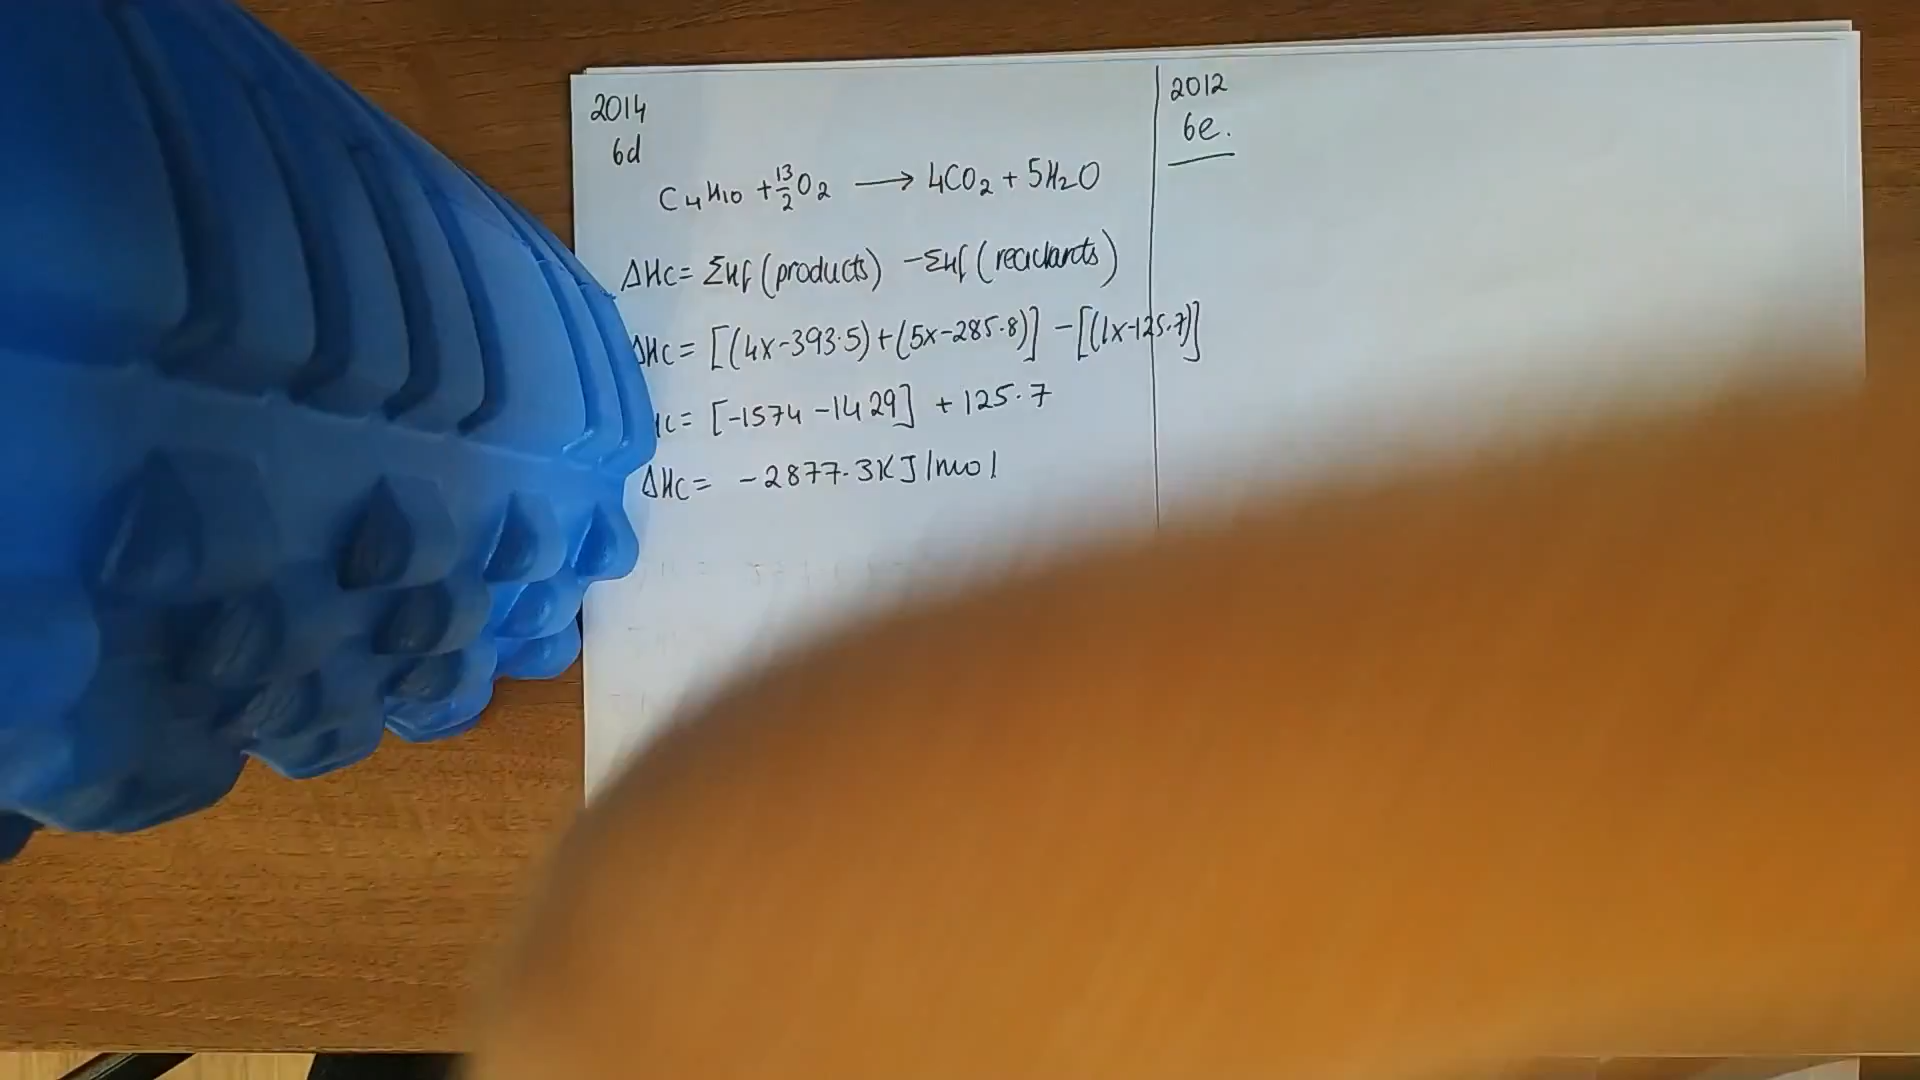 2014
6d
C4H10 + 13/2 O2 → 4CO2 + 5H2O
ΔHc = ΣHf (products) - ΣHf (reactants)
ΔHc = [(4x-393.5)+(5x-285.8)] - [(1x-125.7)]
Hc = [-1574 -1429] + 125.7
ΔHc = -2877.3KJ/mol
2012
6e.